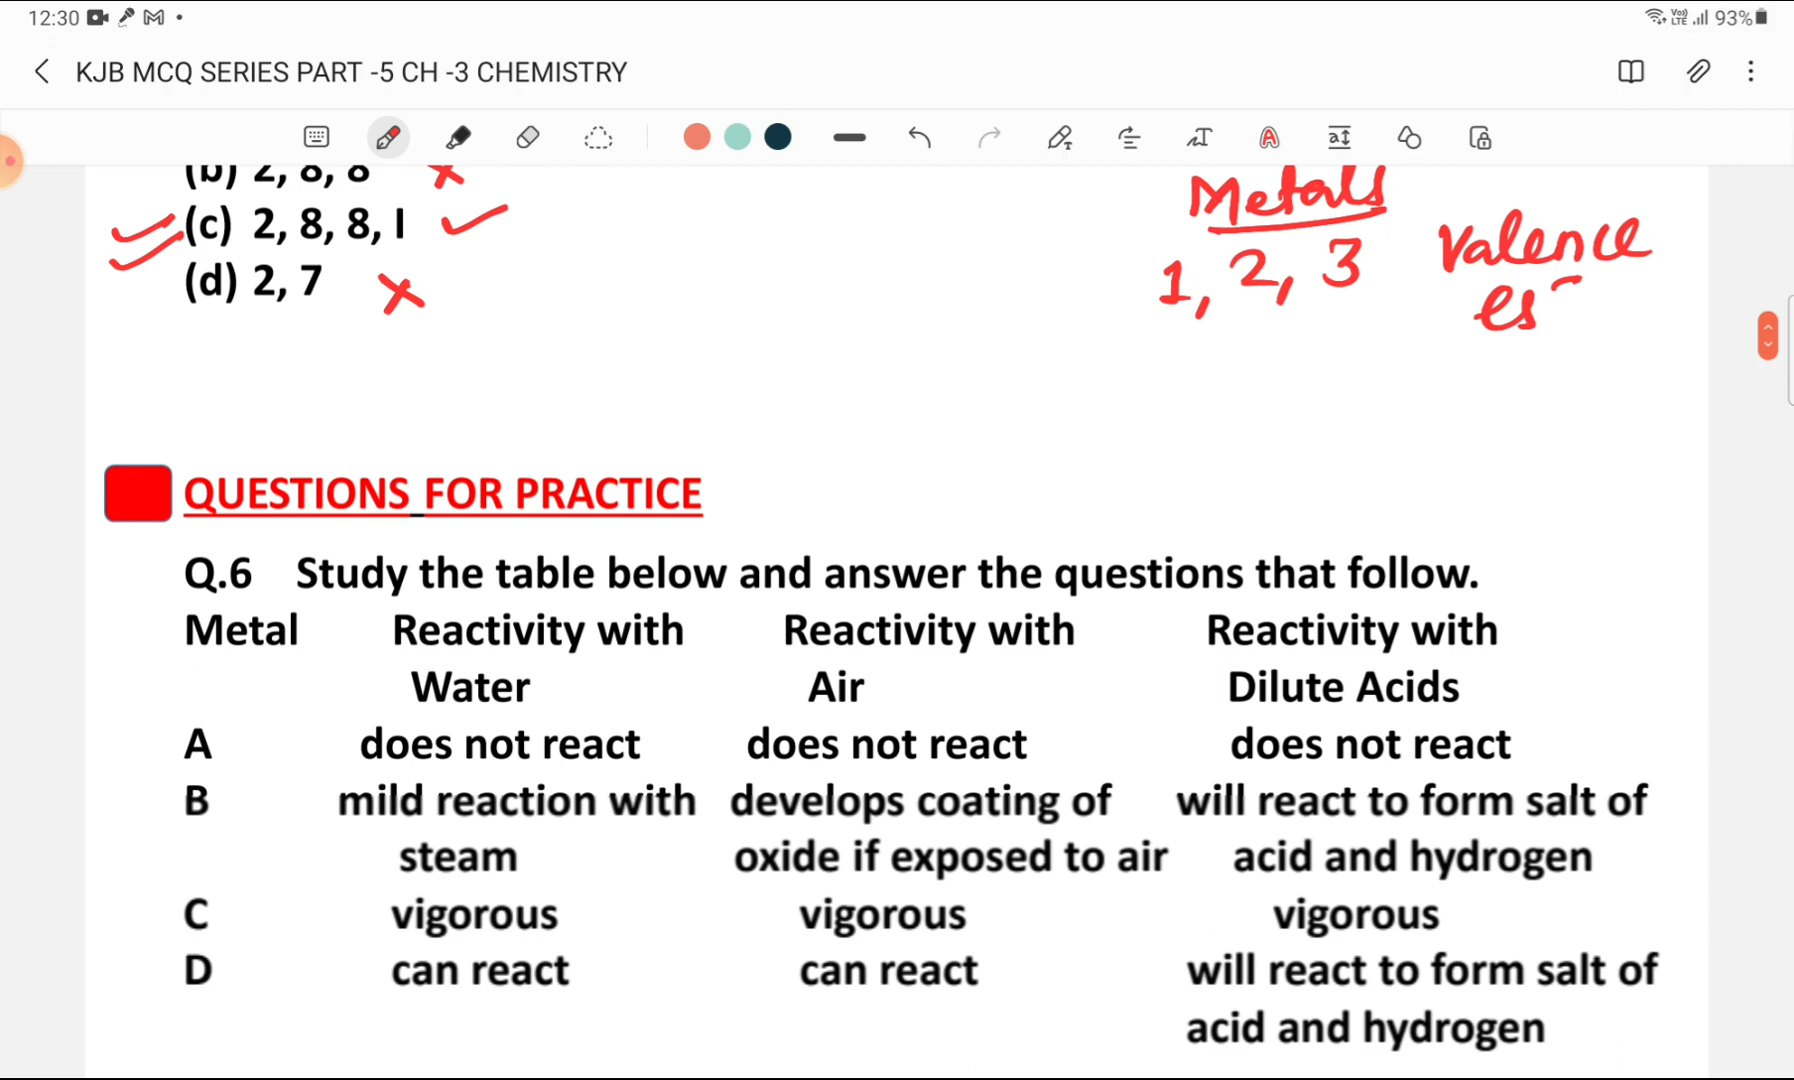 12:30
93%
KJB MCQ SERIES PART -5 CH -3 CHEMISTRY
(b) 2, 8, 8
(c) 2, 8, 8, I
(d) 2, 7
Metals
1, 2, 3 Valence
es⁻
QUESTIONS FOR PRACTICE
Q.6 Study the table below and answer the questions that follow.
Metal Reactivity with Reactivity with Reactivity with
Water Air Dilute Acids
A does not react does not react does not react
B mild reaction with develops coating of will react to form salt of
steam oxide if exposed to air acid and hydrogen
C vigorous vigorous vigorous
D can react can react will react to form salt of
acid and hydrogen